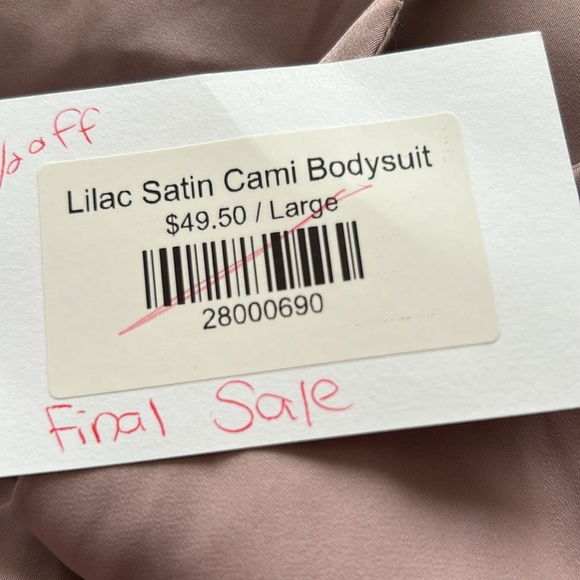 % off
Lilac Satin Cami Bodysuit
$49.50 / Large
28000690
Final Sale